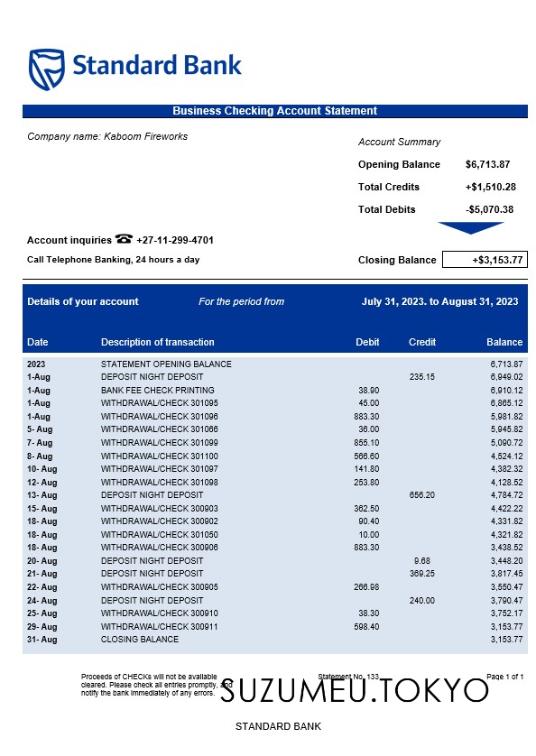 Standard Bank
Business Checking Account Statement
Company name: Kaboom Fireworks
Account Summary
Opening Balance $6,713.87
Total Credits +$1,510.28
Total Debits -$5,070.38
Account inquiries ☎ +27-11-299-4701
Call Telephone Banking, 24 hours a day
Closing Balance +$3,153.77
Details of your account For the period from July 31, 2023. to August 31, 2023
Date Description of transaction Debit Credit Balance
2023 STATEMENT OPENING BALANCE 6,713.87
1-Aug DEPOSIT NIGHT DEPOSIT 235.15 6,949.02
1-Aug BANK FEE CHECK PRINTING 38.90 6,910.12
1-Aug WITHDRAWAL/CHECK 301095 45.00 6,865.12
1-Aug WITHDRAWAL/CHECK 301096 883.30 5,981.82
5- Aug WITHDRAWAL/CHECK 301066 36.00 5,945.82
7- Aug WITHDRAWAL/CHECK 301099 855.10 5,090.72
8- Aug WITHDRAWAL/CHECK 301100 566.60 4,524.12
10- Aug WITHDRAWAL/CHECK 301097 141.80 4,382.32
12- Aug WITHDRAWAL/CHECK 301098 253.80 4,128.52
13- Aug DEPOSIT NIGHT DEPOSIT 656.20 4,784.72
15- Aug WITHDRAWAL/CHECK 300903 362.50 4,422.22
18- Aug WITHDRAWAL/CHECK 300902 90.40 4,331.82
18- Aug WITHDRAWAL/CHECK 301050 10.00 4,321.82
18- Aug WITHDRAWAL/CHECK 300906 883.30 3,438.52
20- Aug DEPOSIT NIGHT DEPOSIT 9.68 3,448.20
21- Aug DEPOSIT NIGHT DEPOSIT 369.25 3,817.45
22- Aug WITHDRAWAL/CHECK 300905 266.98 3,550.47
24- Aug DEPOSIT NIGHT DEPOSIT 240.00 3,790.47
25- Aug WITHDRAWAL/CHECK 300910 38.30 3,752.17
29- Aug WITHDRAWAL/CHECK 300911 598.40 3,153.77
31- Aug CLOSING BALANCE 3,153.77
Proceeds of CHECKs will not be available Statement No. 133 Page 1 of 1
cleared. Please check all entries promptly, and
notify the bank immediately of any errors.
SUZUMEU.TOKYO
STANDARD BANK